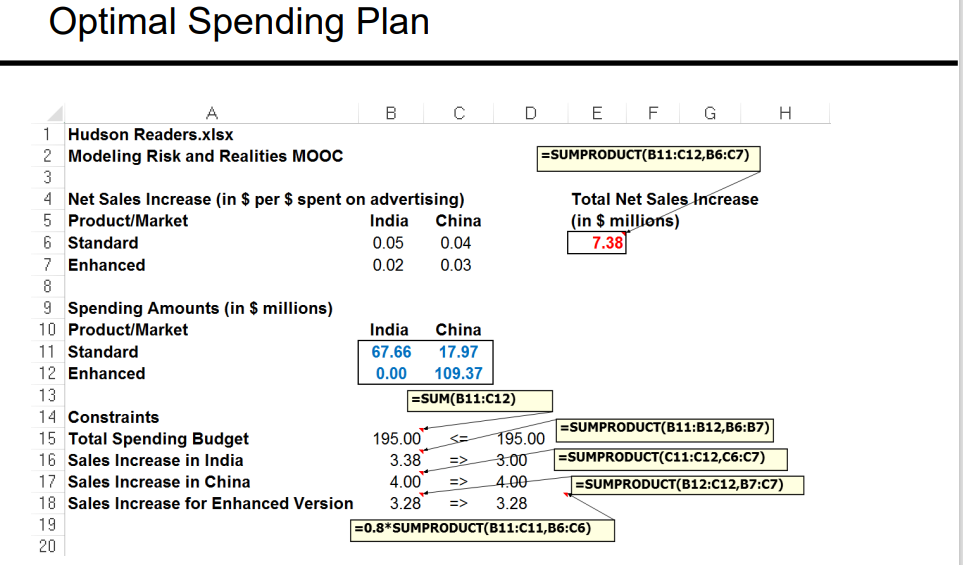 Optimal Spending Plan
A B C D E F G H
1 Hudson Readers.xlsx
2 Modeling Risk and Realities MOOC =SUMPRODUCT(B11:C12,B6:C7)
3
4 Net Sales Increase (in $ per $ spent on advertising) Total Net Sales Increase
5 Product/Market India China (in $ millions)
6 Standard 0.05 0.04 7.38
7 Enhanced 0.02 0.03
8
9 Spending Amounts (in $ millions)
10 Product/Market India China
11 Standard 67.66 17.97
12 Enhanced 0.00 109.37
13 =SUM(B11:C12)
14 Constraints =SUMPRODUCT(B11:B12,B6:B7)
15 Total Spending Budget 195.00 <= 195.00
16 Sales Increase in India 3.38 => 3.00 =SUMPRODUCT(C11:C12,C6:C7)
17 Sales Increase in China 4.00 => 4.00 =SUMPRODUCT(B12:C12,B7:C7)
18 Sales Increase for Enhanced Version 3.28 => 3.28
19 =0.8*SUMPRODUCT(B11:C11,B6:C6)
20